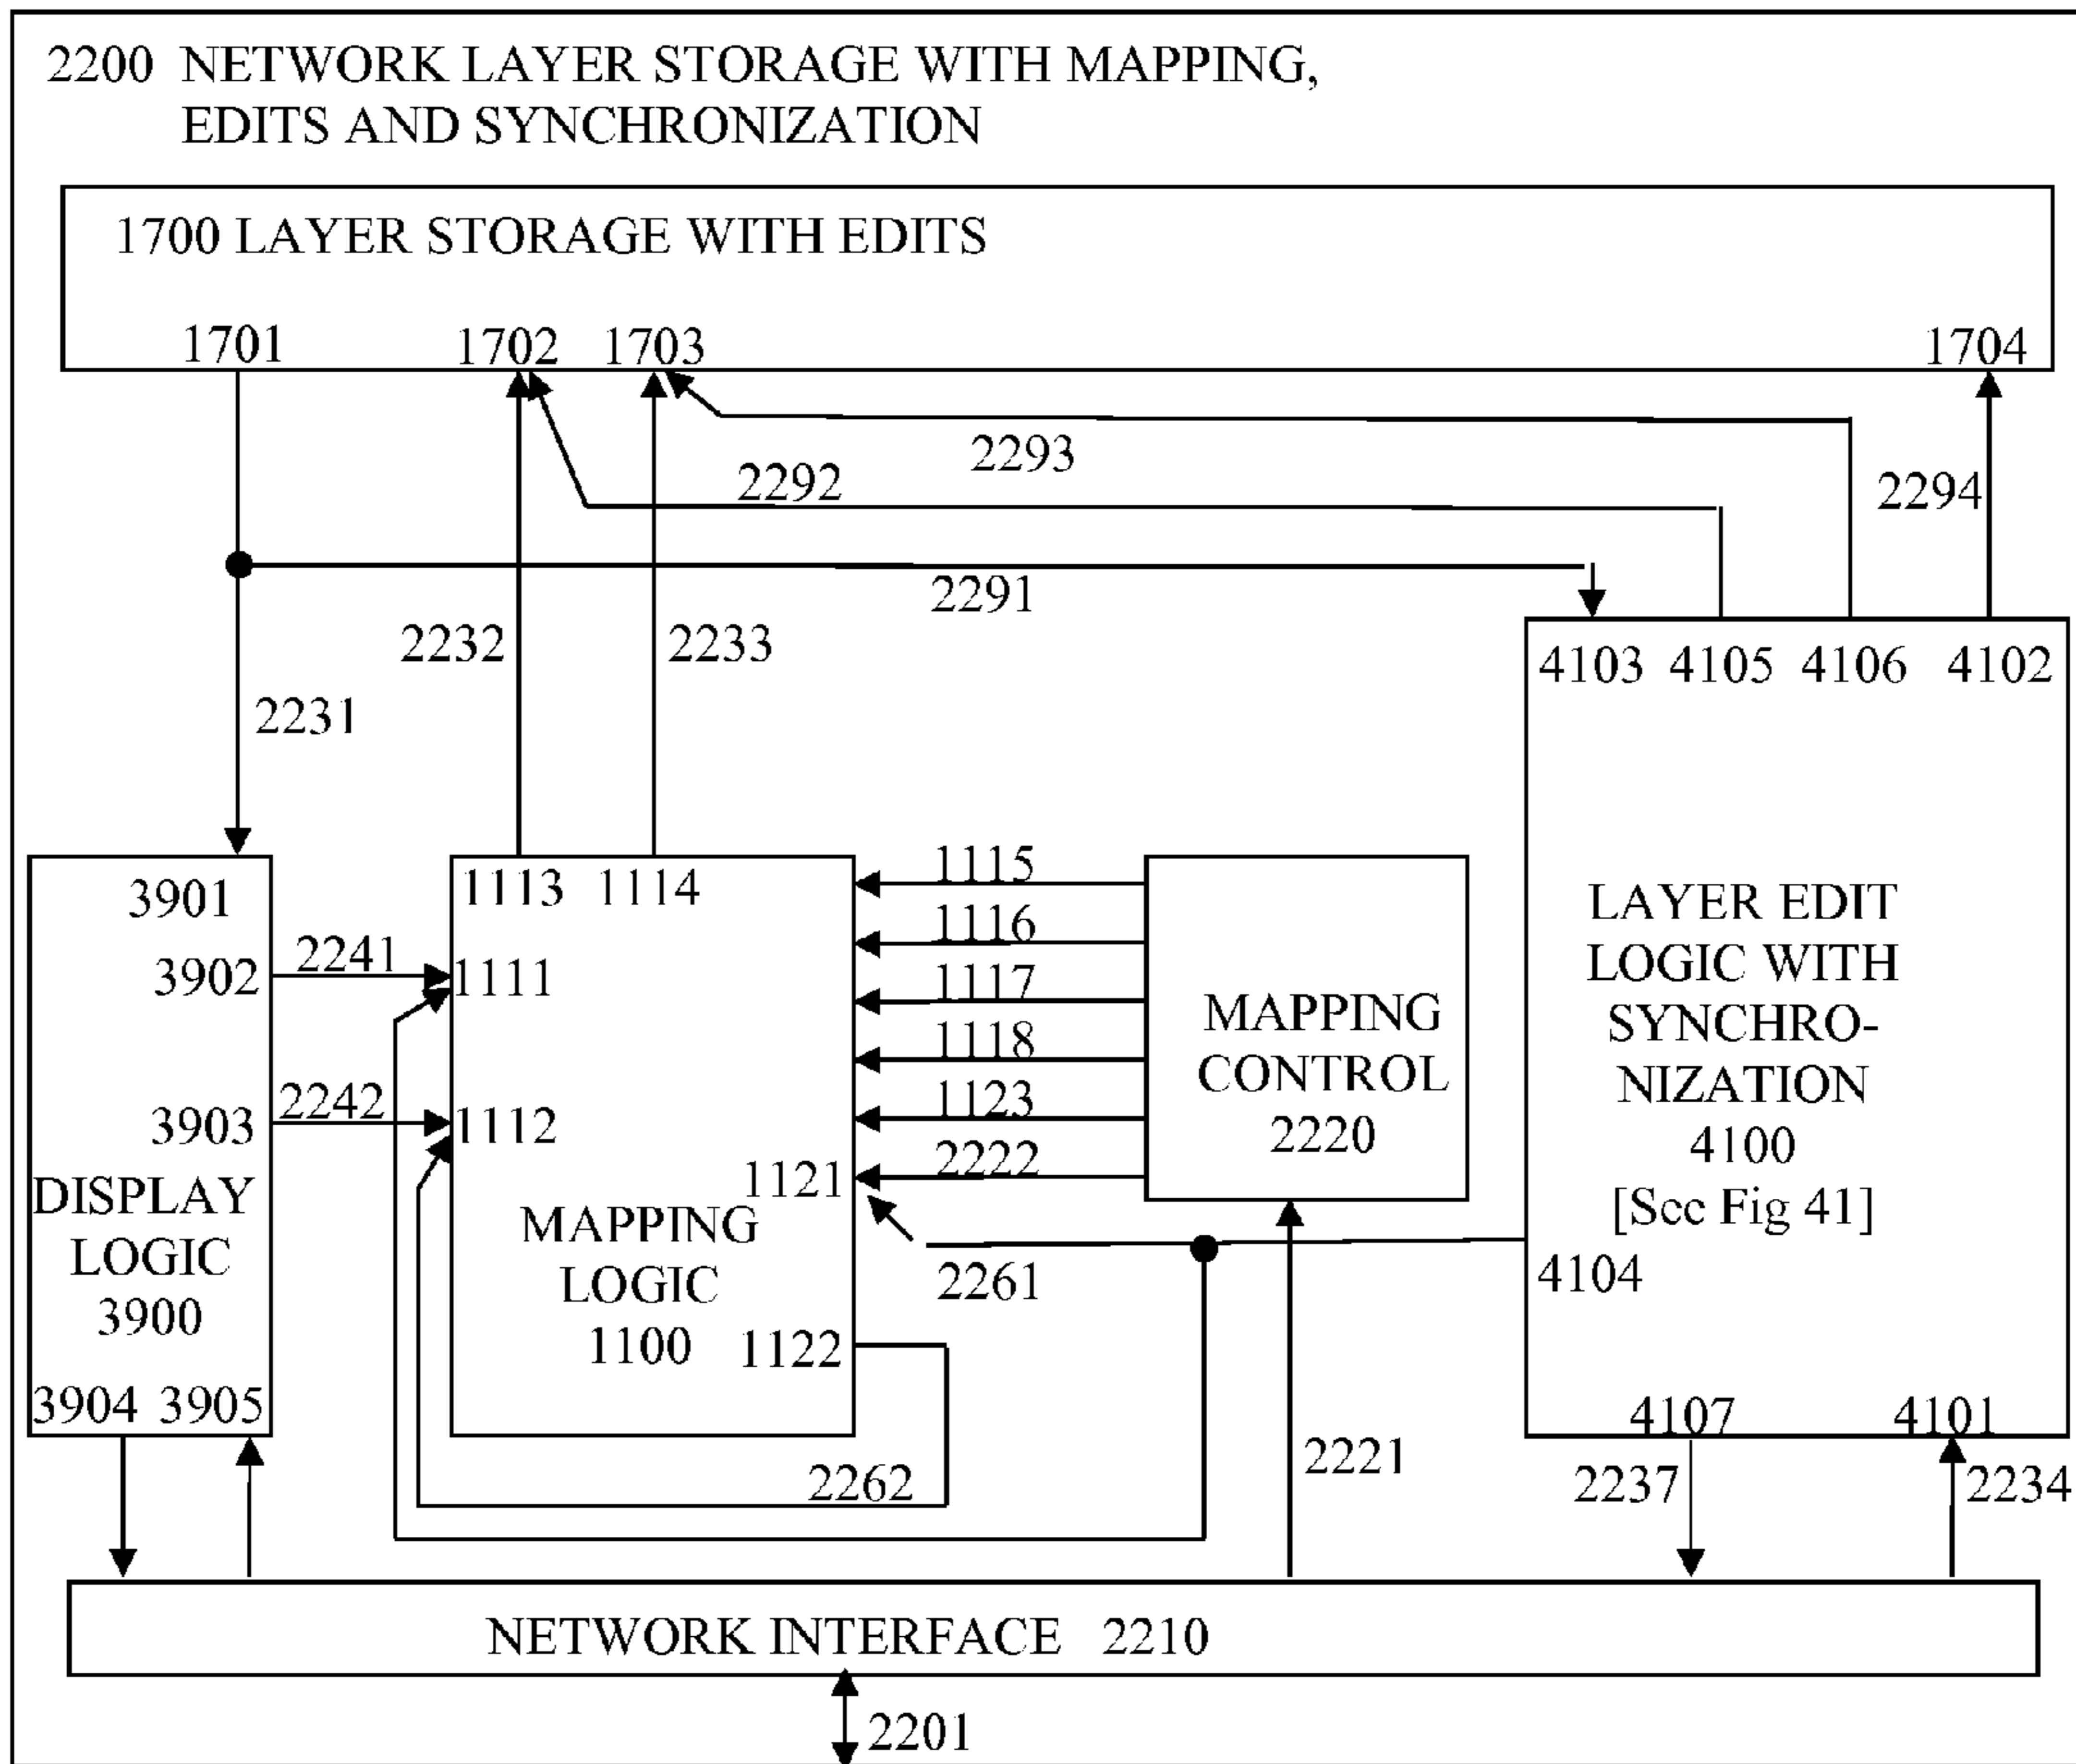 2200 NETWORK LAYER STORAGE WITH MAPPING,
EDITS AND SYNCHRONIZATION
1700 LAYER STORAGE WITH EDITS
1701 1702 1703 1704
2293
2292
2294
2291
2232
2233
2231
4103 4105 4106 4102
3901
3902
3903
DISPLAY
LOGIC
3900
3904 3905
2241
2242
1113 1114
1111
1112
1121
MAPPING
LOGIC
1100
1122
1115
1116
1117
1118
1123
2222
MAPPING
CONTROL
2220
LAYER EDIT
LOGIC WITH
SYNCHRO-
NIZATION
4100
[Scc Fig 41]
4104
4107 4101
2261
2262
2221
2237
2234
NETWORK INTERFACE 2210
2201